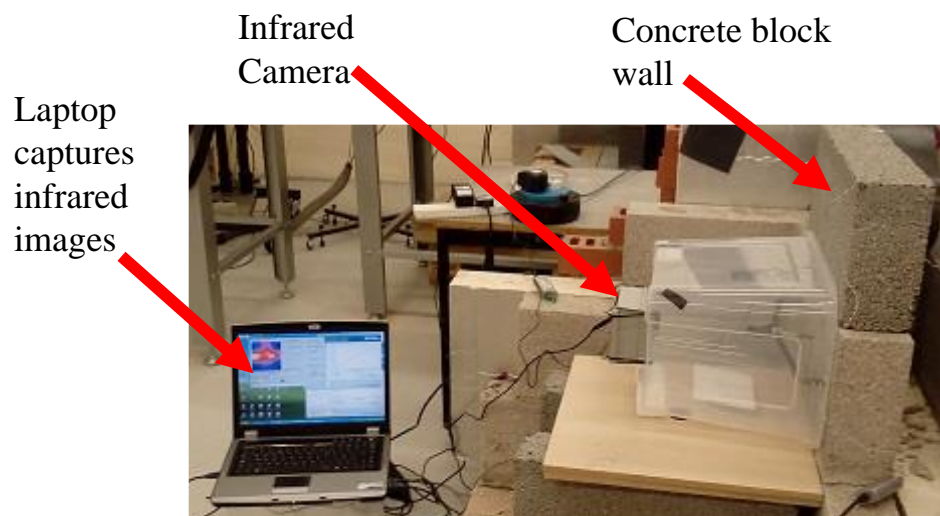 Infrared
Camera
Concrete block
wall
Laptop
captures
infrared
images